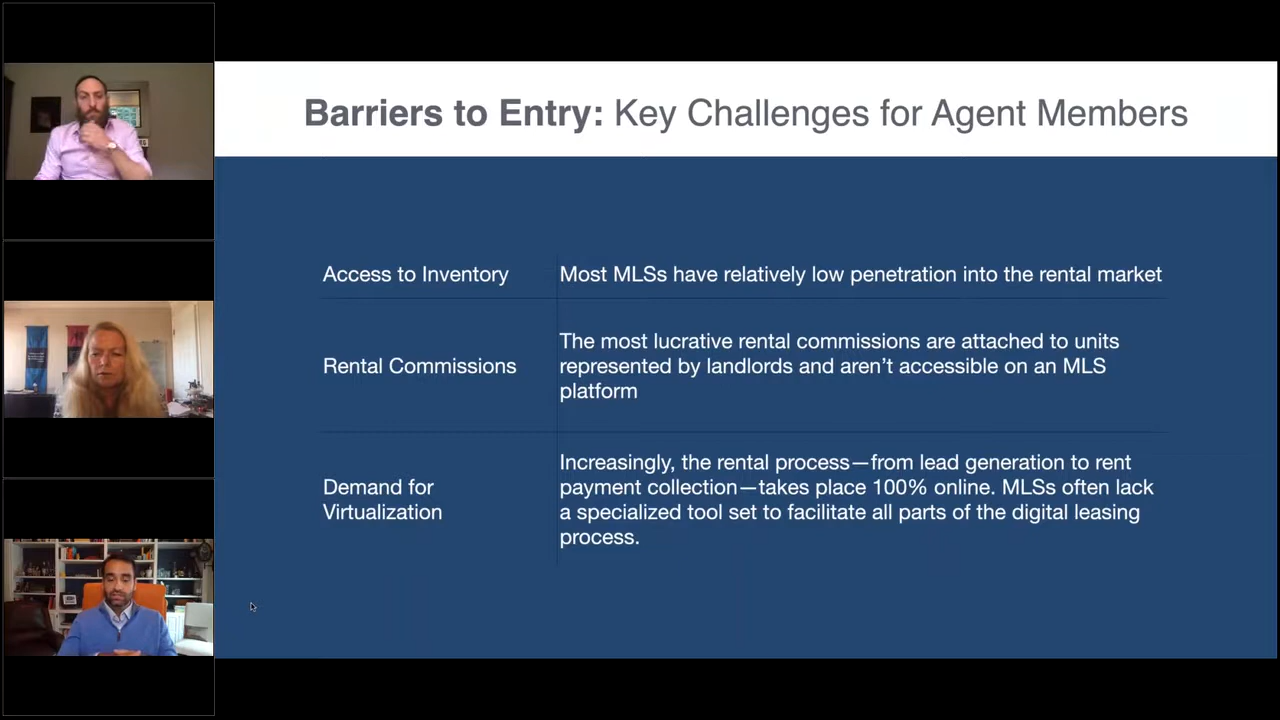 Barriers to Entry: Key Challenges for Agent Members
Access to Inventory
Most MLSs have relatively low penetration into the rental market
Rental Commissions
The most lucrative rental commissions are attached to units
represented by landlords and aren’t accessible on an MLS
platform
Demand for
Virtualization
Increasingly, the rental process—from lead generation to rent
payment collection—takes place 100% online. MLSs often lack
a specialized tool set to facilitate all parts of the digital leasing
process.